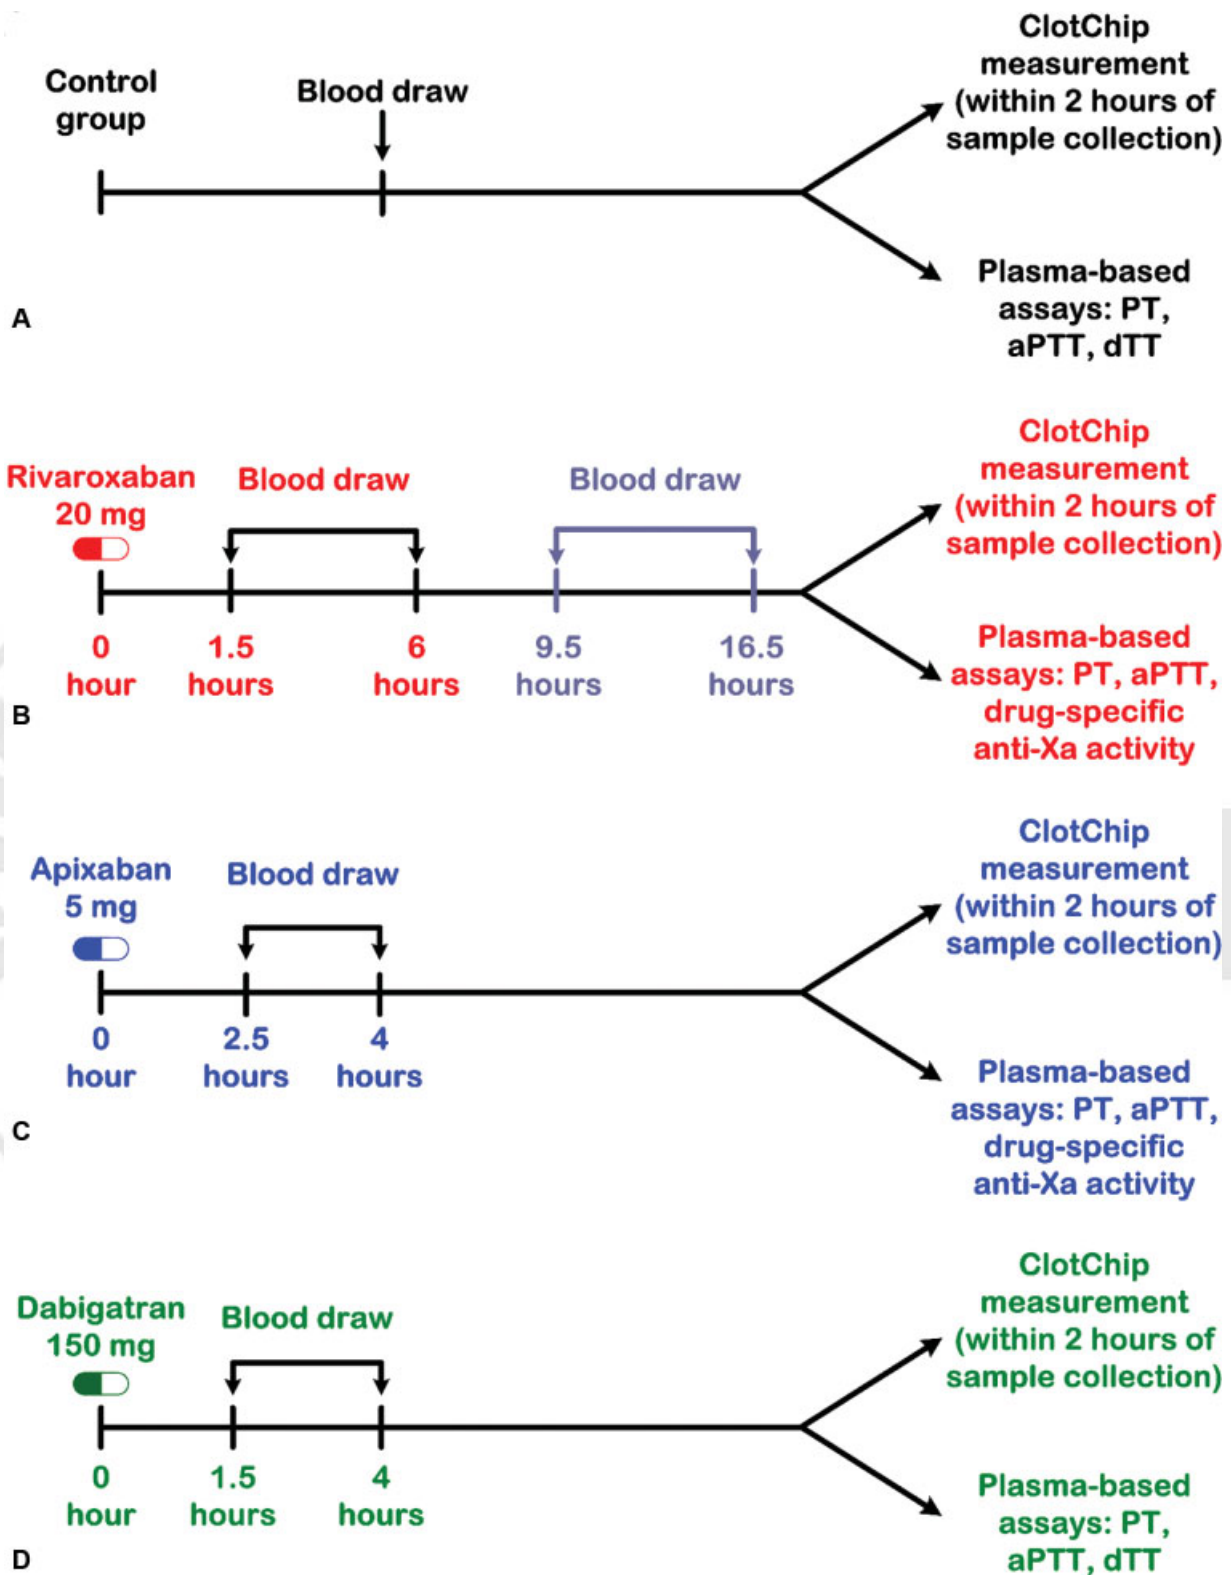 Control
group
Blood draw
ClotChip
measurement
(within 2 hours of
sample collection)
Plasma-based
assays: PT,
aPTT, dTT
A
Rivaroxaban
20 mg
Blood draw
Blood draw
ClotChip
measurement
(within 2 hours of
sample collection)
0
hour
1.5
hours
6
hours
9.5
hours
16.5
hours
Plasma-based
assays: PT, aPTT,
drug-specific
anti-Xa activity
B
Apixaban
5 mg
Blood draw
ClotChip
measurement
(within 2 hours of
sample collection)
0
hour
2.5
hours
4
hours
Plasma-based
assays: PT, aPTT,
drug-specific
anti-Xa activity
C
Dabigatran
150 mg
Blood draw
ClotChip
measurement
(within 2 hours of
sample collection)
0
hour
1.5
hours
4
hours
Plasma-based
assays: PT,
aPTT, dTT
D